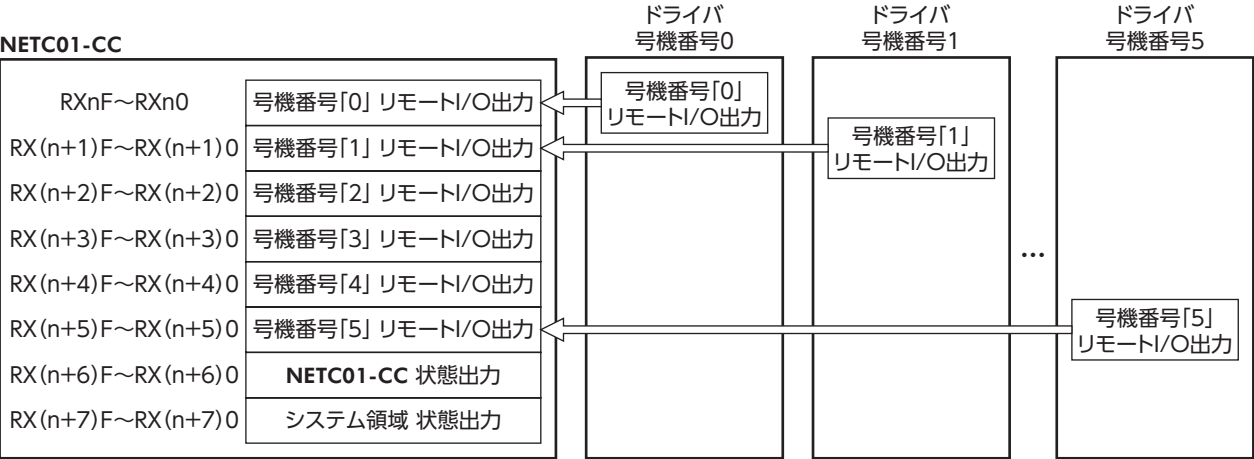 ドライバ
号機番号0
ドライバ
号機番号1
ドライバ
号機番号5
NETC01-CC
RXnF～RXn0
号機番号「0」 リモートI/O出力
号機番号「0」
リモートI/O出力
RX(n+1)F～RX(n+1)0
号機番号「1」 リモートI/O出力
号機番号「1」
リモートI/O出力
RX(n+2)F～RX(n+2)0
号機番号「2」 リモートI/O出力
RX(n+3)F～RX(n+3)0
号機番号「3」 リモートI/O出力
…
RX(n+4)F～RX(n+4)0
号機番号「4」 リモートI/O出力
RX(n+5)F～RX(n+5)0
号機番号「5」 リモートI/O出力
号機番号「5」
リモートI/O出力
RX(n+6)F～RX(n+6)0
NETC01-CC 状態出力
RX(n+7)F～RX(n+7)0
システム領域 状態出力